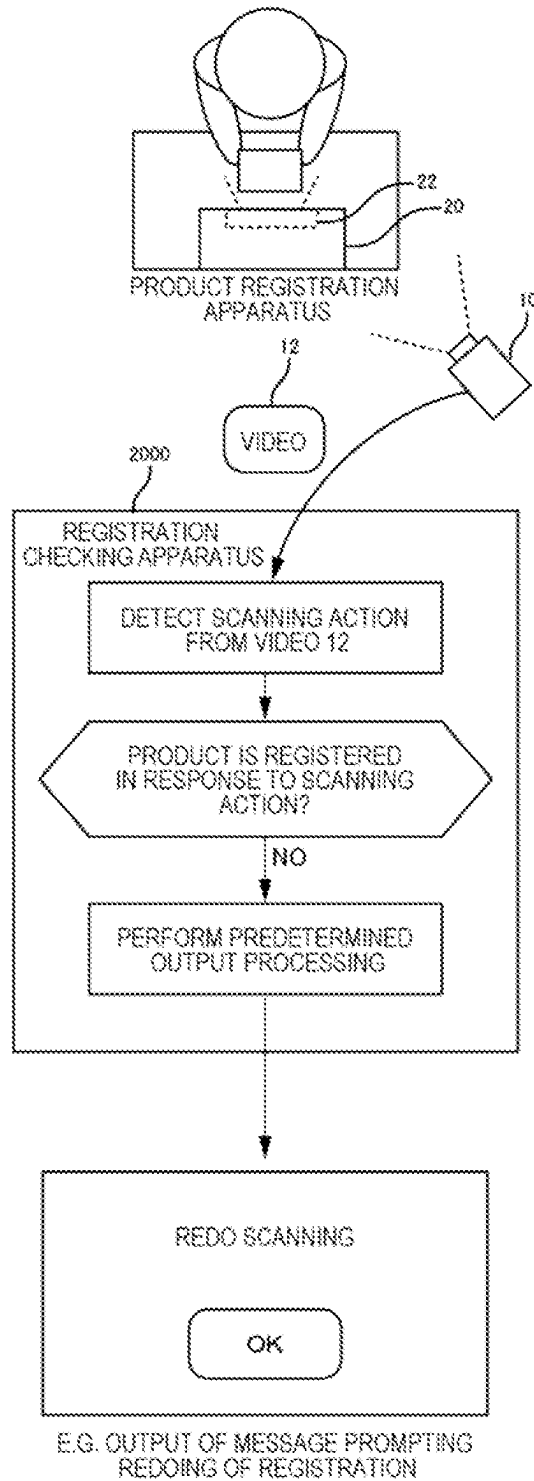 22
20
PRODUCT REGISTRATION
APPARATUS
10
12
VIDEO
2000
REGISTRATION
CHECKING APPARATUS
DETECT SCANNING ACTION
FROM VIDEO 12
PRODUCT IS REGISTERED
IN RESPONSE TO SCANNING
ACTION?
NO
PERFORM PREDETERMINED
OUTPUT PROCESSING
REDO SCANNING
OK
E.G. OUTPUT OF MESSAGE PROMPTING
REDOING OF REGISTRATION